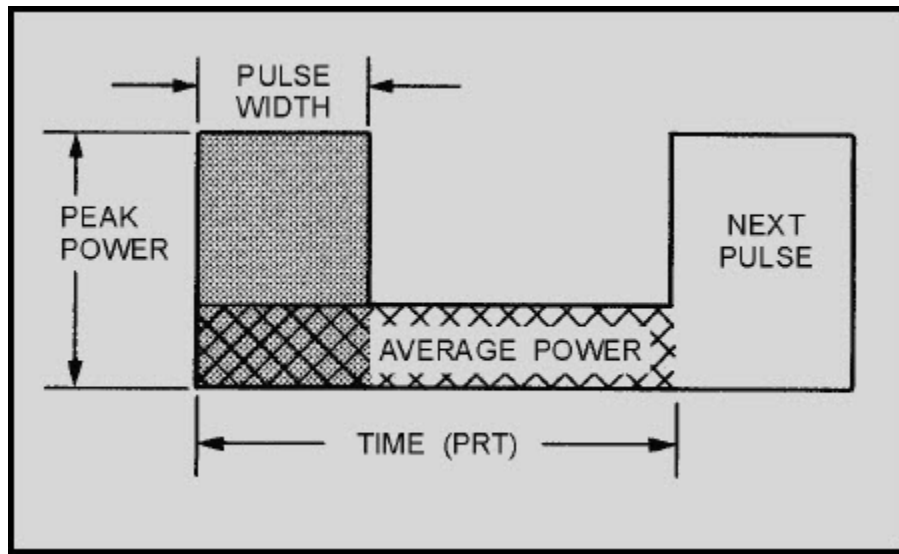 PULSE
WIDTH
PEAK
POWER
NEXT
PULSE
AVERAGE POWER
TIME (PRT)